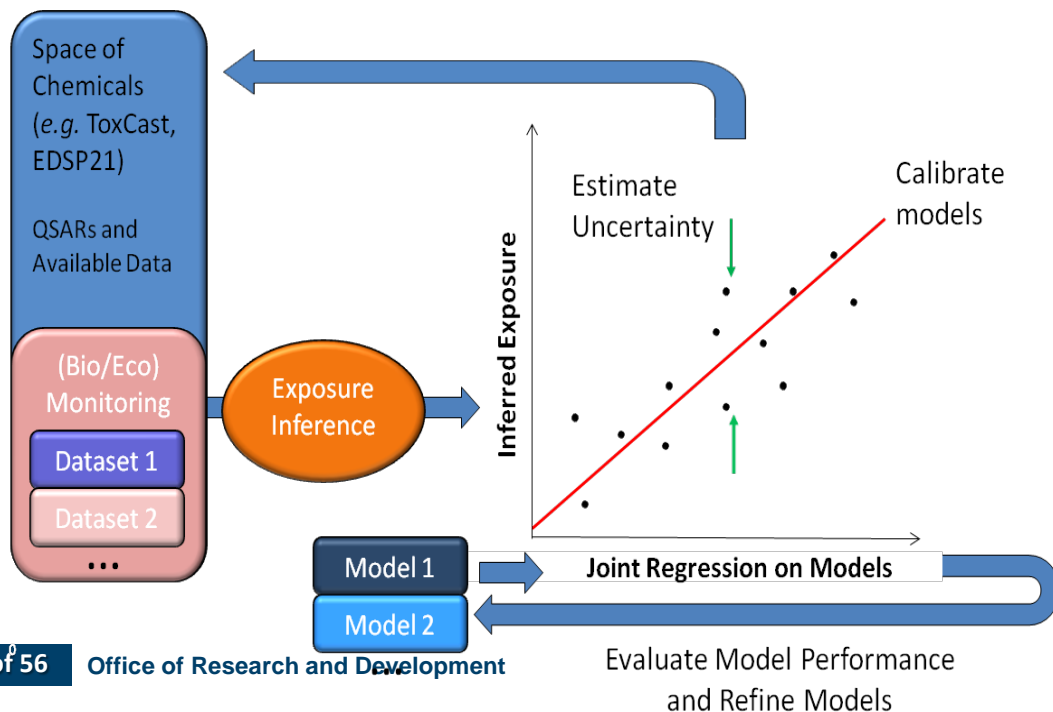 Space of
Chemicals
(e.g. ToxCast,
EDSP21)
QSARs and
Available Data
(Bio/Eco)
Monitoring
Dataset 1
Dataset 2
...
Exposure
Inference
Estimate
Uncertainty
Calibrate
models
Inferred Exposure
Joint Regression on Models
Model 1
Model 2
...
Evaluate Model Performance
and Refine Models
of 56
Office of Research and Development